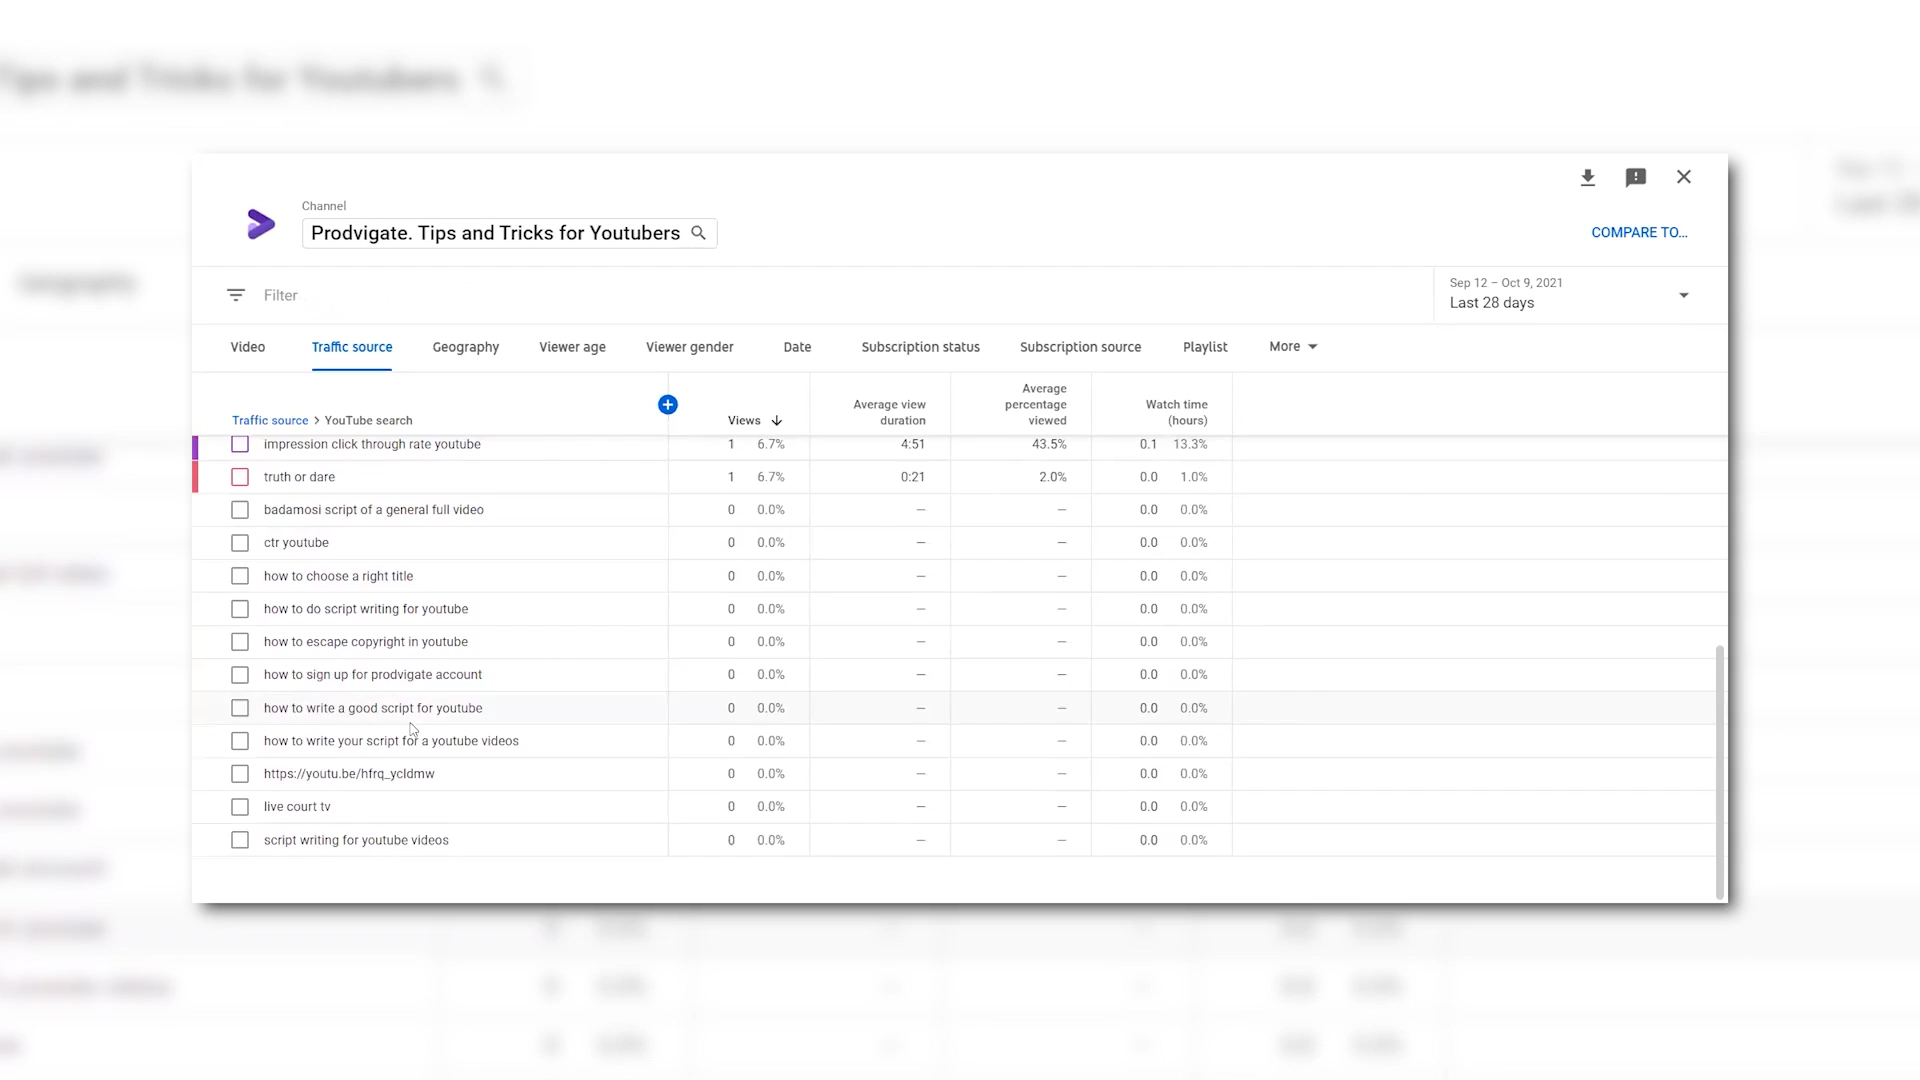 Tips and Tricks for Youtubers
Channel
Prodvigate. Tips and Tricks for Youtubers
COMPARE TO...
Filter
Sep 12 – Oct 9, 2021
Last 28 days
Geography
Video Traffic source Geography Viewer age Viewer gender Date Subscription status Subscription source Playlist More
Traffic source > YouTube search Views Average view duration Average percentage viewed Watch time (hours)
impression click through rate youtube 1 6.7% 4:51 43.5% 0.1 13.3%
truth or dare 1 6.7% 0:21 2.0% 0.0 1.0%
badamosi script of a general full video 0 0.0% – – 0.0 0.0%
ctr youtube 0 0.0% – – 0.0 0.0%
how to choose a right title 0 0.0% – – 0.0 0.0%
how to do script writing for youtube 0 0.0% – – 0.0 0.0%
how to escape copyright in youtube 0 0.0% – – 0.0 0.0%
how to sign up for prodvigate account 0 0.0% – – 0.0 0.0%
how to write a good script for youtube 0 0.0% – – 0.0 0.0%
how to write your script for a youtube videos 0 0.0% – – 0.0 0.0%
https://youtu.be/hfrq_ycldmw 0 0.0% – – 0.0 0.0%
live court tv 0 0.0% – – 0.0 0.0%
script writing for youtube videos 0 0.0% – – 0.0 0.0%